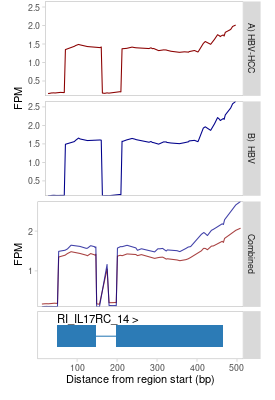 2.5
2.0
1.5
1.0
0.5
A) HBV-HCC
FPM
2.5
2.0
1.5
1.0
0.5
B) HBV
2
1
FPM
Combined
RI_IL17RC_14 >
100
200
300
400
500
Distance from region start (bp)